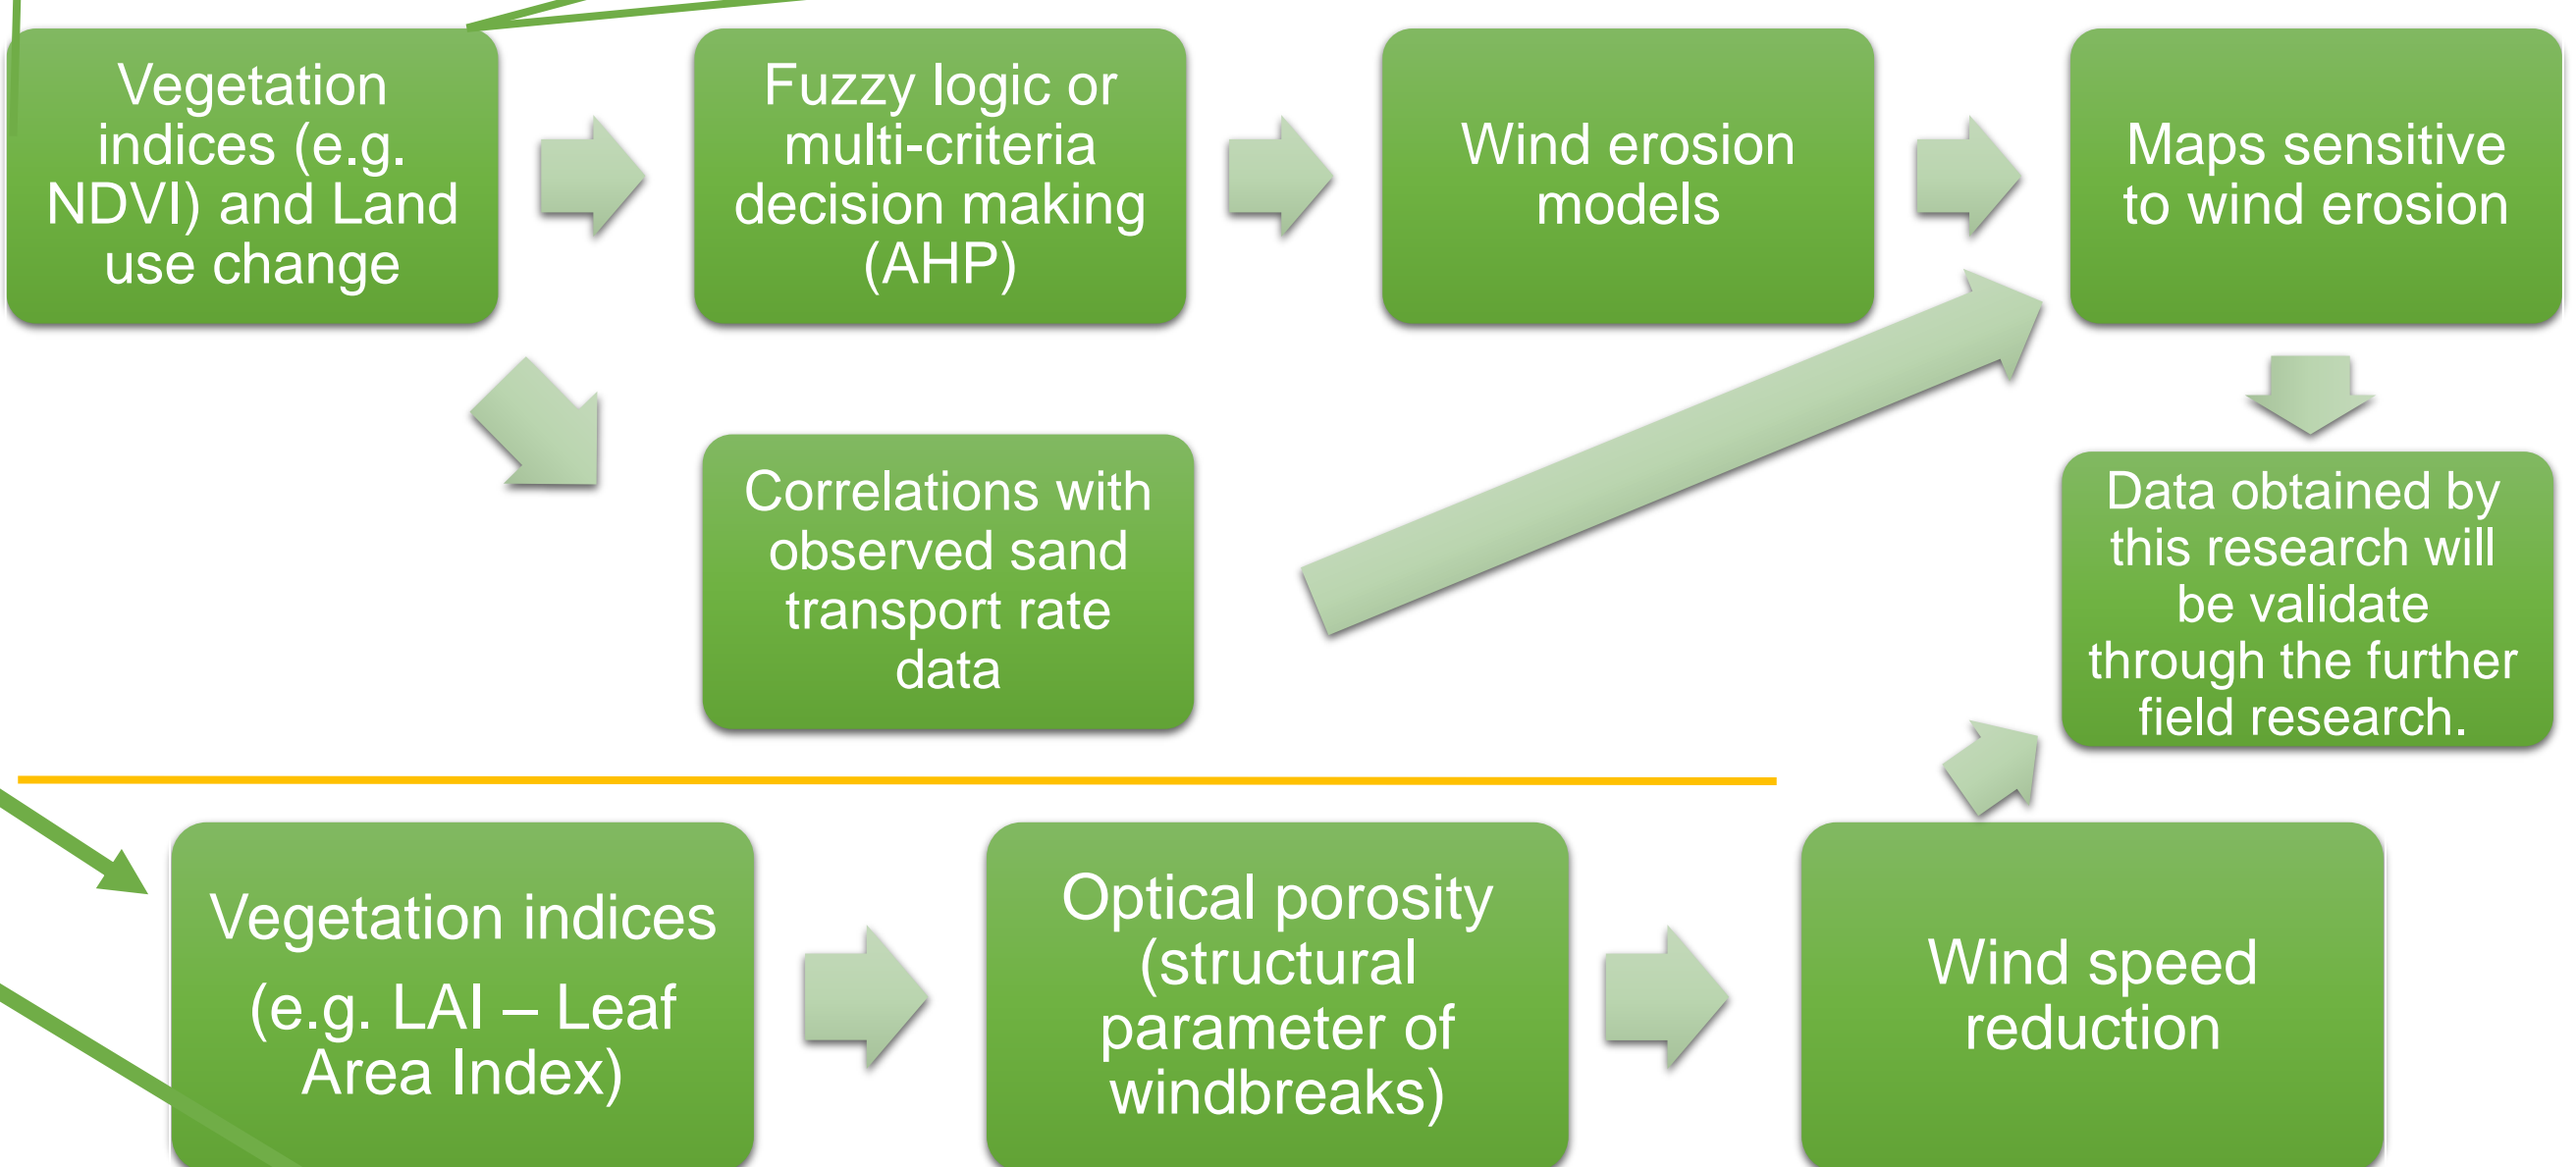 Vegetation
indices (e.g.
NDVI) and Land
use change
Fuzzy logic or
multi-criteria
decision making
(AHP)
Wind erosion
models
Maps sensitive
to wind erosion
Correlations with
observed sand
transport rate
data
Data obtained by
this research will
be validate
through the further
field research.
Vegetation indices
(e.g. LAI – Leaf
Area Index)
Optical porosity
(structural
parameter of
windbreaks)
Wind speed
reduction